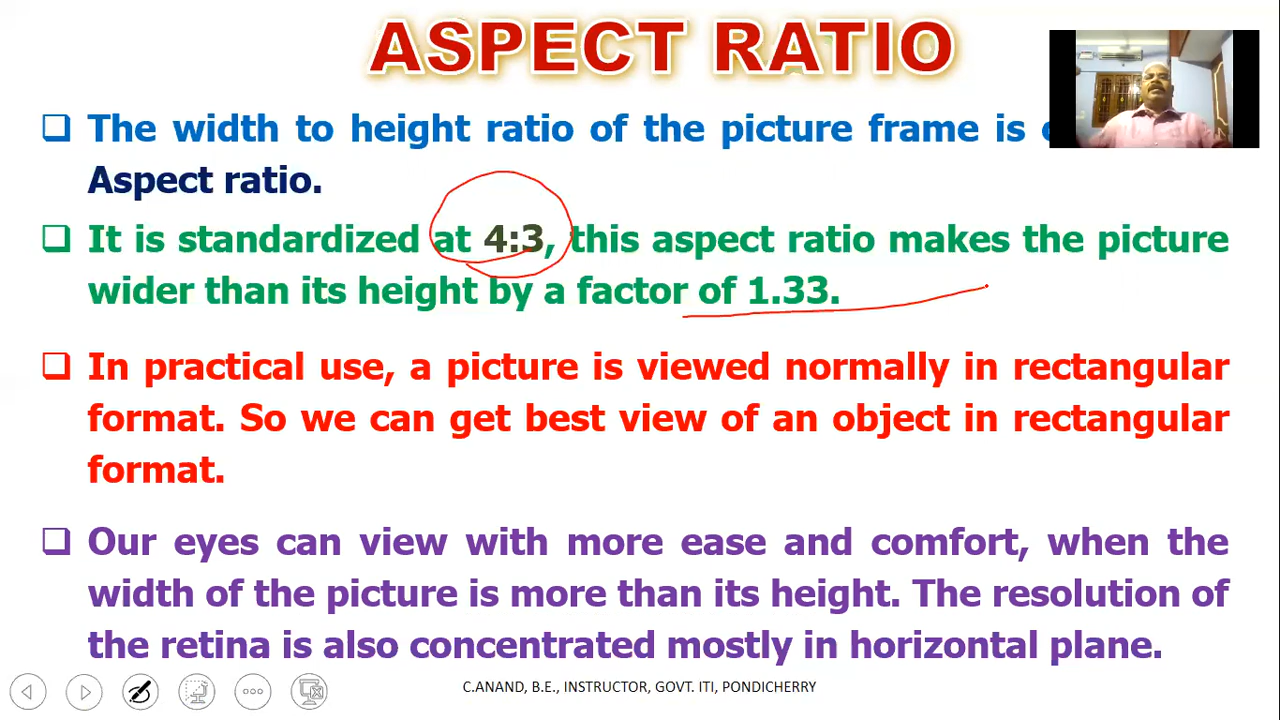 ASPECT RATIO
❑ The width to height ratio of the picture frame is
Aspect ratio.
❑ It is standardized at 4:3, this aspect ratio makes the picture
wider than its height by a factor of 1.33.
❑ In practical use, a picture is viewed normally in rectangular
format. So we can get best view of an object in rectangular
format.
❑ Our eyes can view with more ease and comfort, when the
width of the picture is more than its height. The resolution of
the retina is also concentrated mostly in horizontal plane.
C.ANAND, B.E., INSTRUCTOR, GOVT. ITI, PONDICHERRY